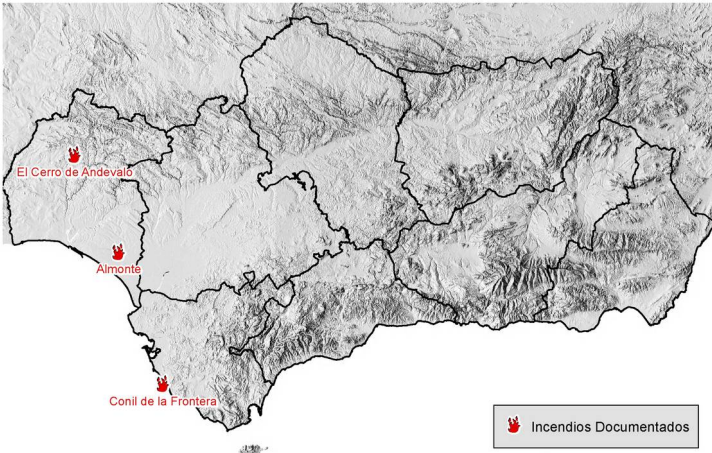 El Cerro de Andevalo
Almonte
Conil de la Frontera
Incendios Documentados